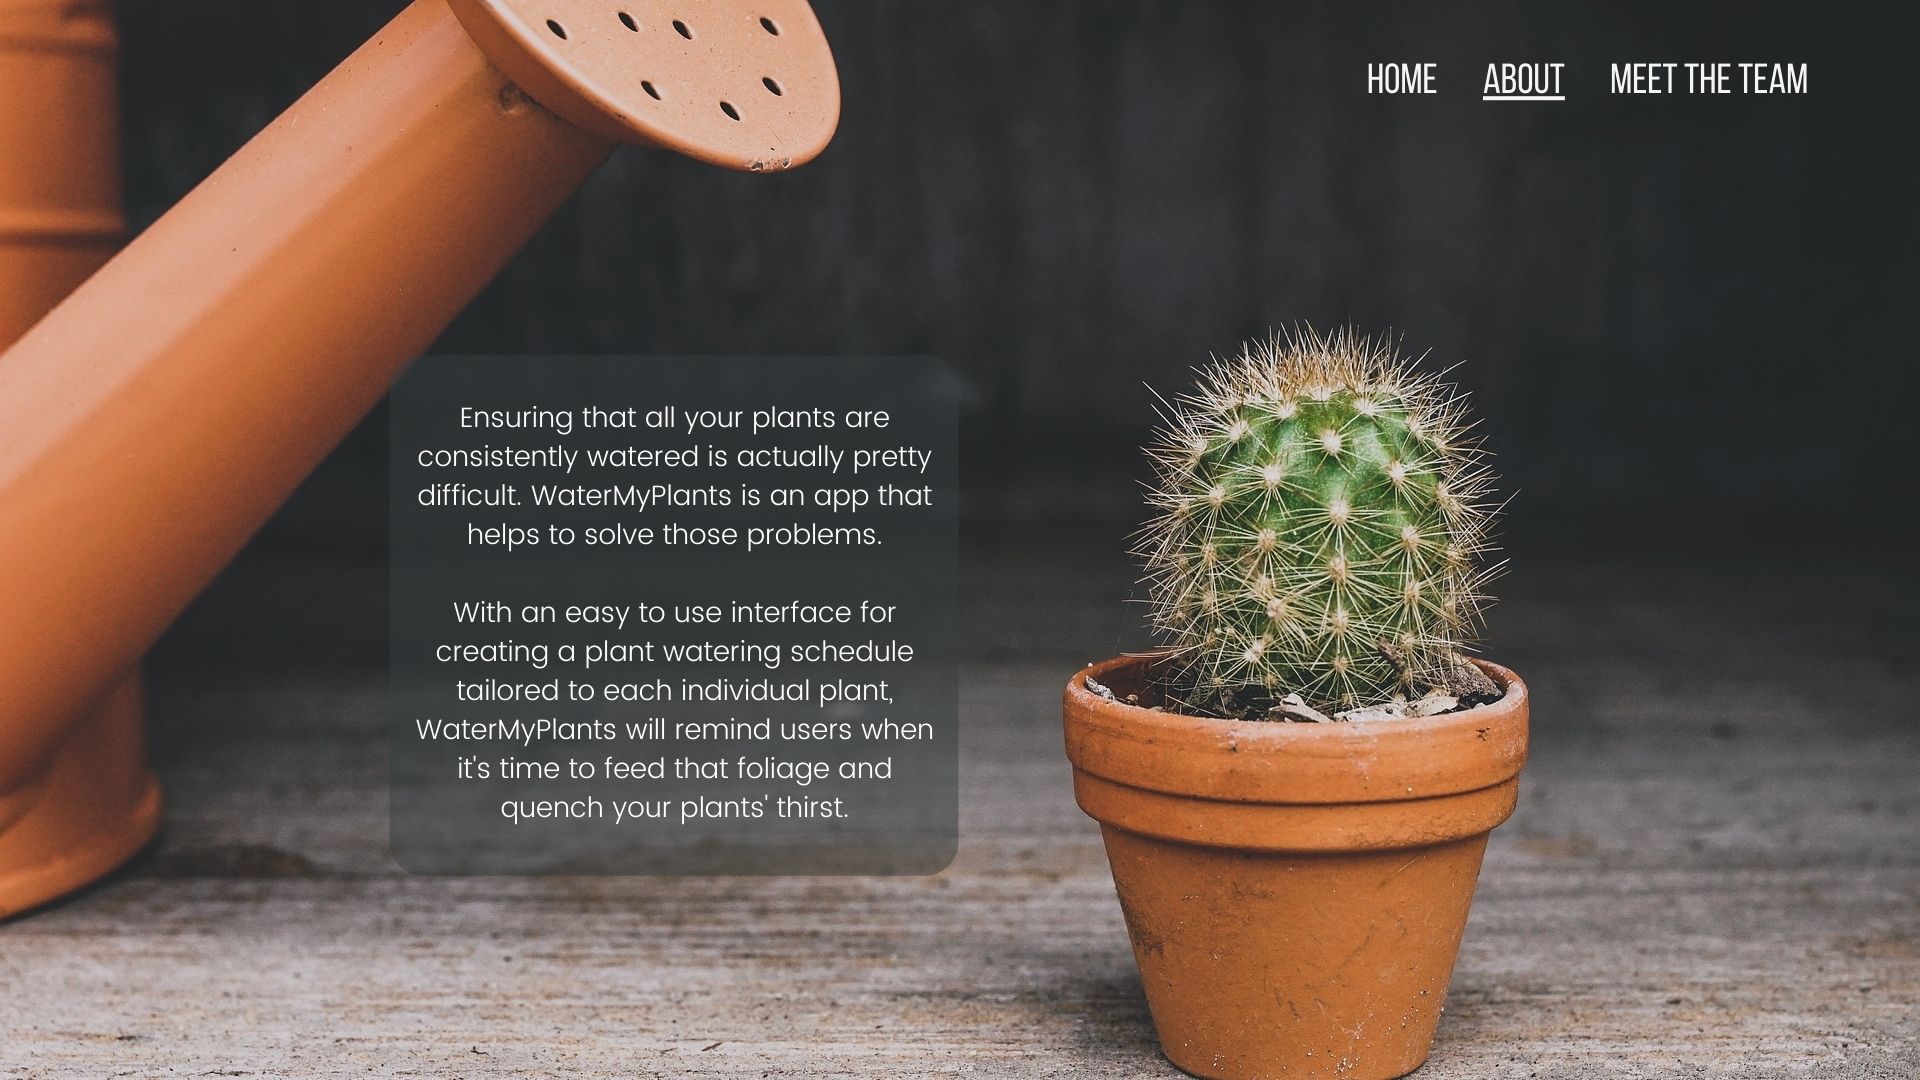 HOME ABOUT MEET THE TEAM
Ensuring that all your plants are
consistently watered is actually pretty
difficult. WaterMyPlants is an app that
helps to solve those problems.
With an easy to use interface for
creating a plant watering schedule
tailored to each individual plant,
WaterMyPlants will remind users when
it's time to feed that foliage and
quench your plants' thirst.